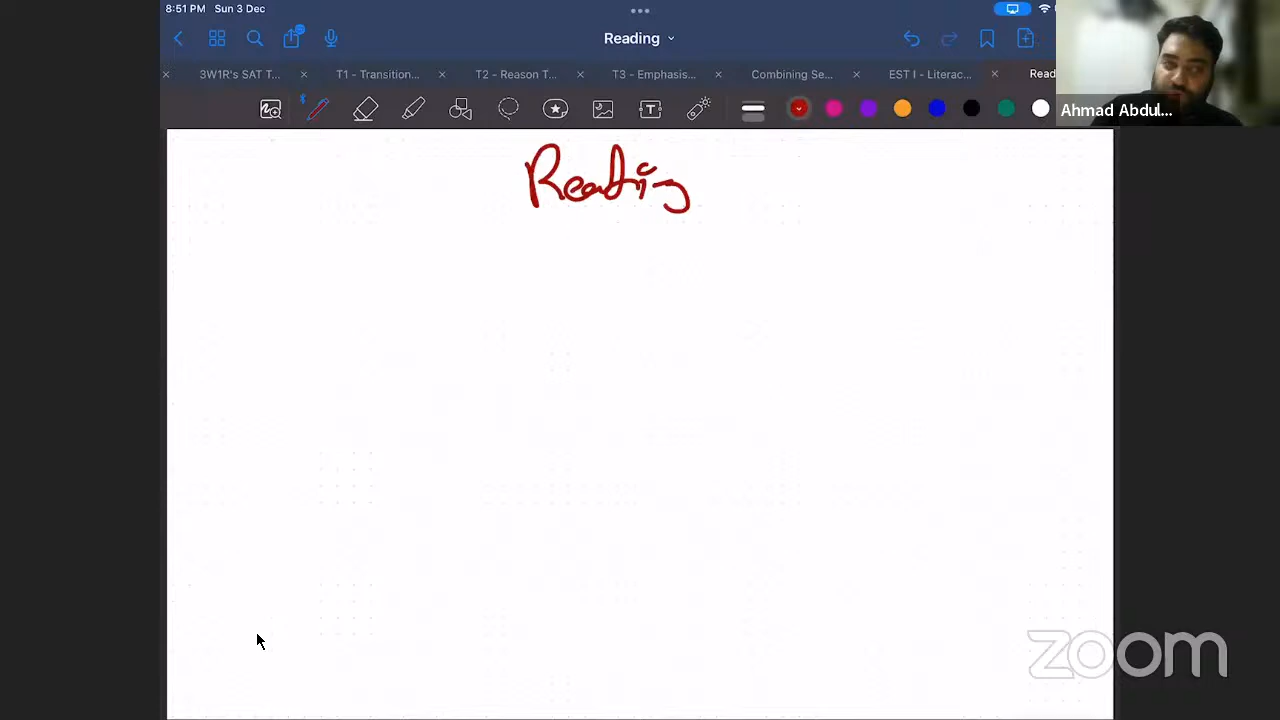 8:51 PM Sun 3 Dec
Reading
3W1R's SAT T...
T1 - Transition...
T2 - Reason T...
T3 - Emphasis...
Combining Se...
EST I - Literac...
Read
T
Ahmad Abdul...
Reading
zoom